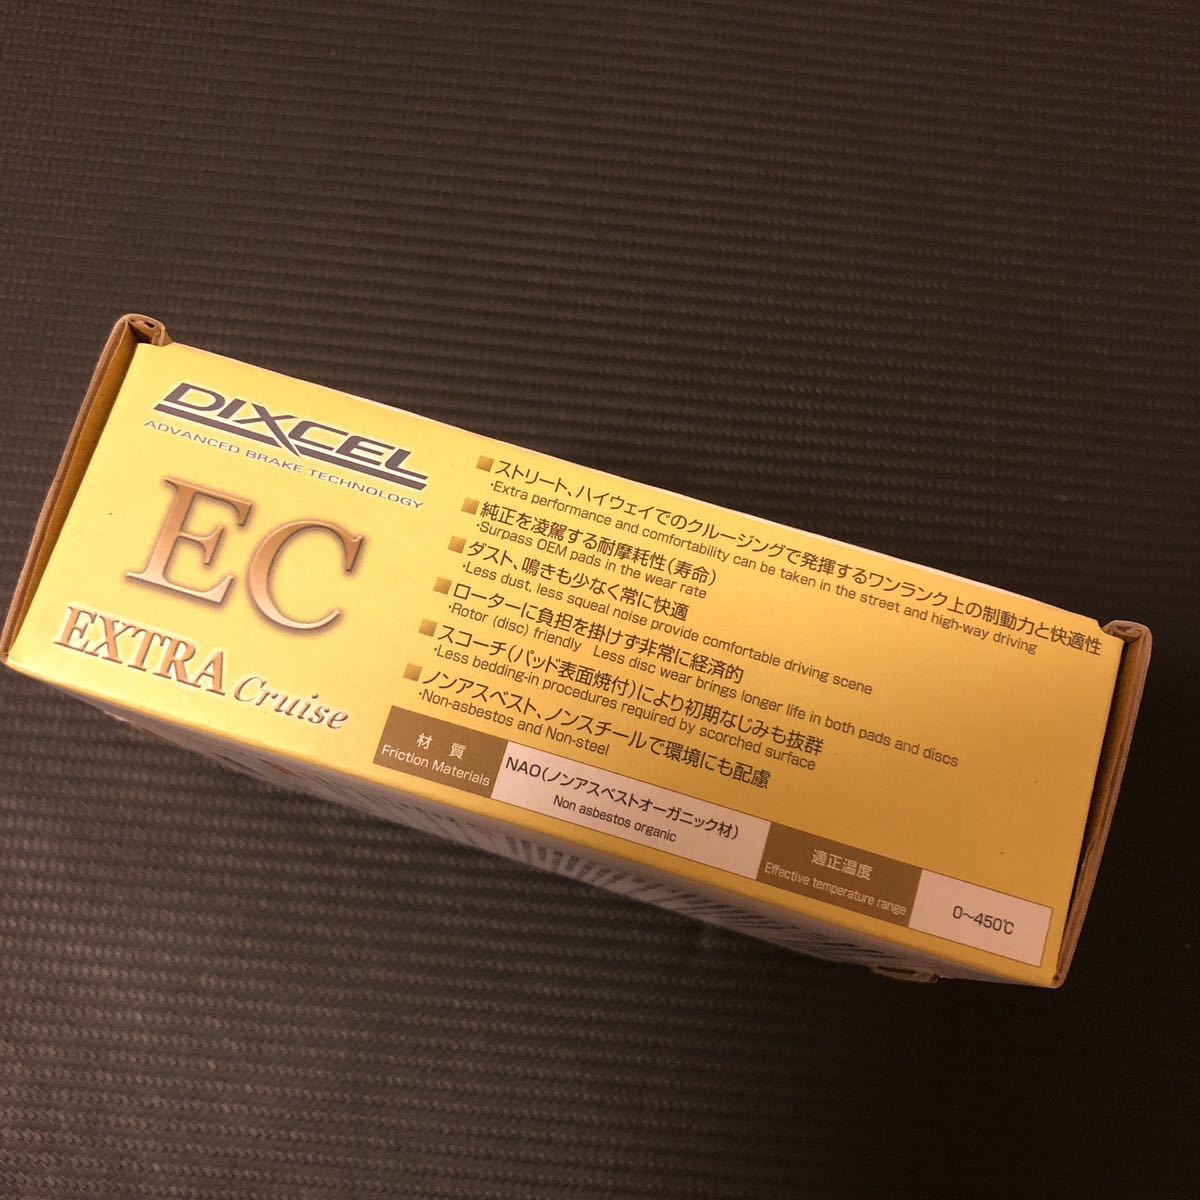 DIXCEL
ADVANCED BRAKE TECHNOLOGY
EC
EXTRA Cruise
■ストリート、ハイウェイでのクルージングで発揮するワンランク上の制動力と快適性
・Extra performance and comfortability can be taken in the street and high-way driving
■純正を凌駕する耐摩耗性(寿命)
・Surpass OEM pads in the wear rate
■ダスト、鳴きも少なく常に快適
・Less dust, less squeal noise provide comfortable driving scene
■ローターに負担を掛けず非常に経済的
・Rotor (disc) friendly Less disc wear brings longer life in both pads and discs
■スコーチ(パッド表面焼付)により初期なじみも抜群
・Less bedding-in procedures required by scorched surface
■ノンアスベスト、ノンスチールで環境にも配慮
・Non-asbestos and Non-steel
材質
Friction Materials
NAO(ノンアスベストオーガニック材)
Non asbestos organic
適正温度
Effective temperature range
0〜450℃